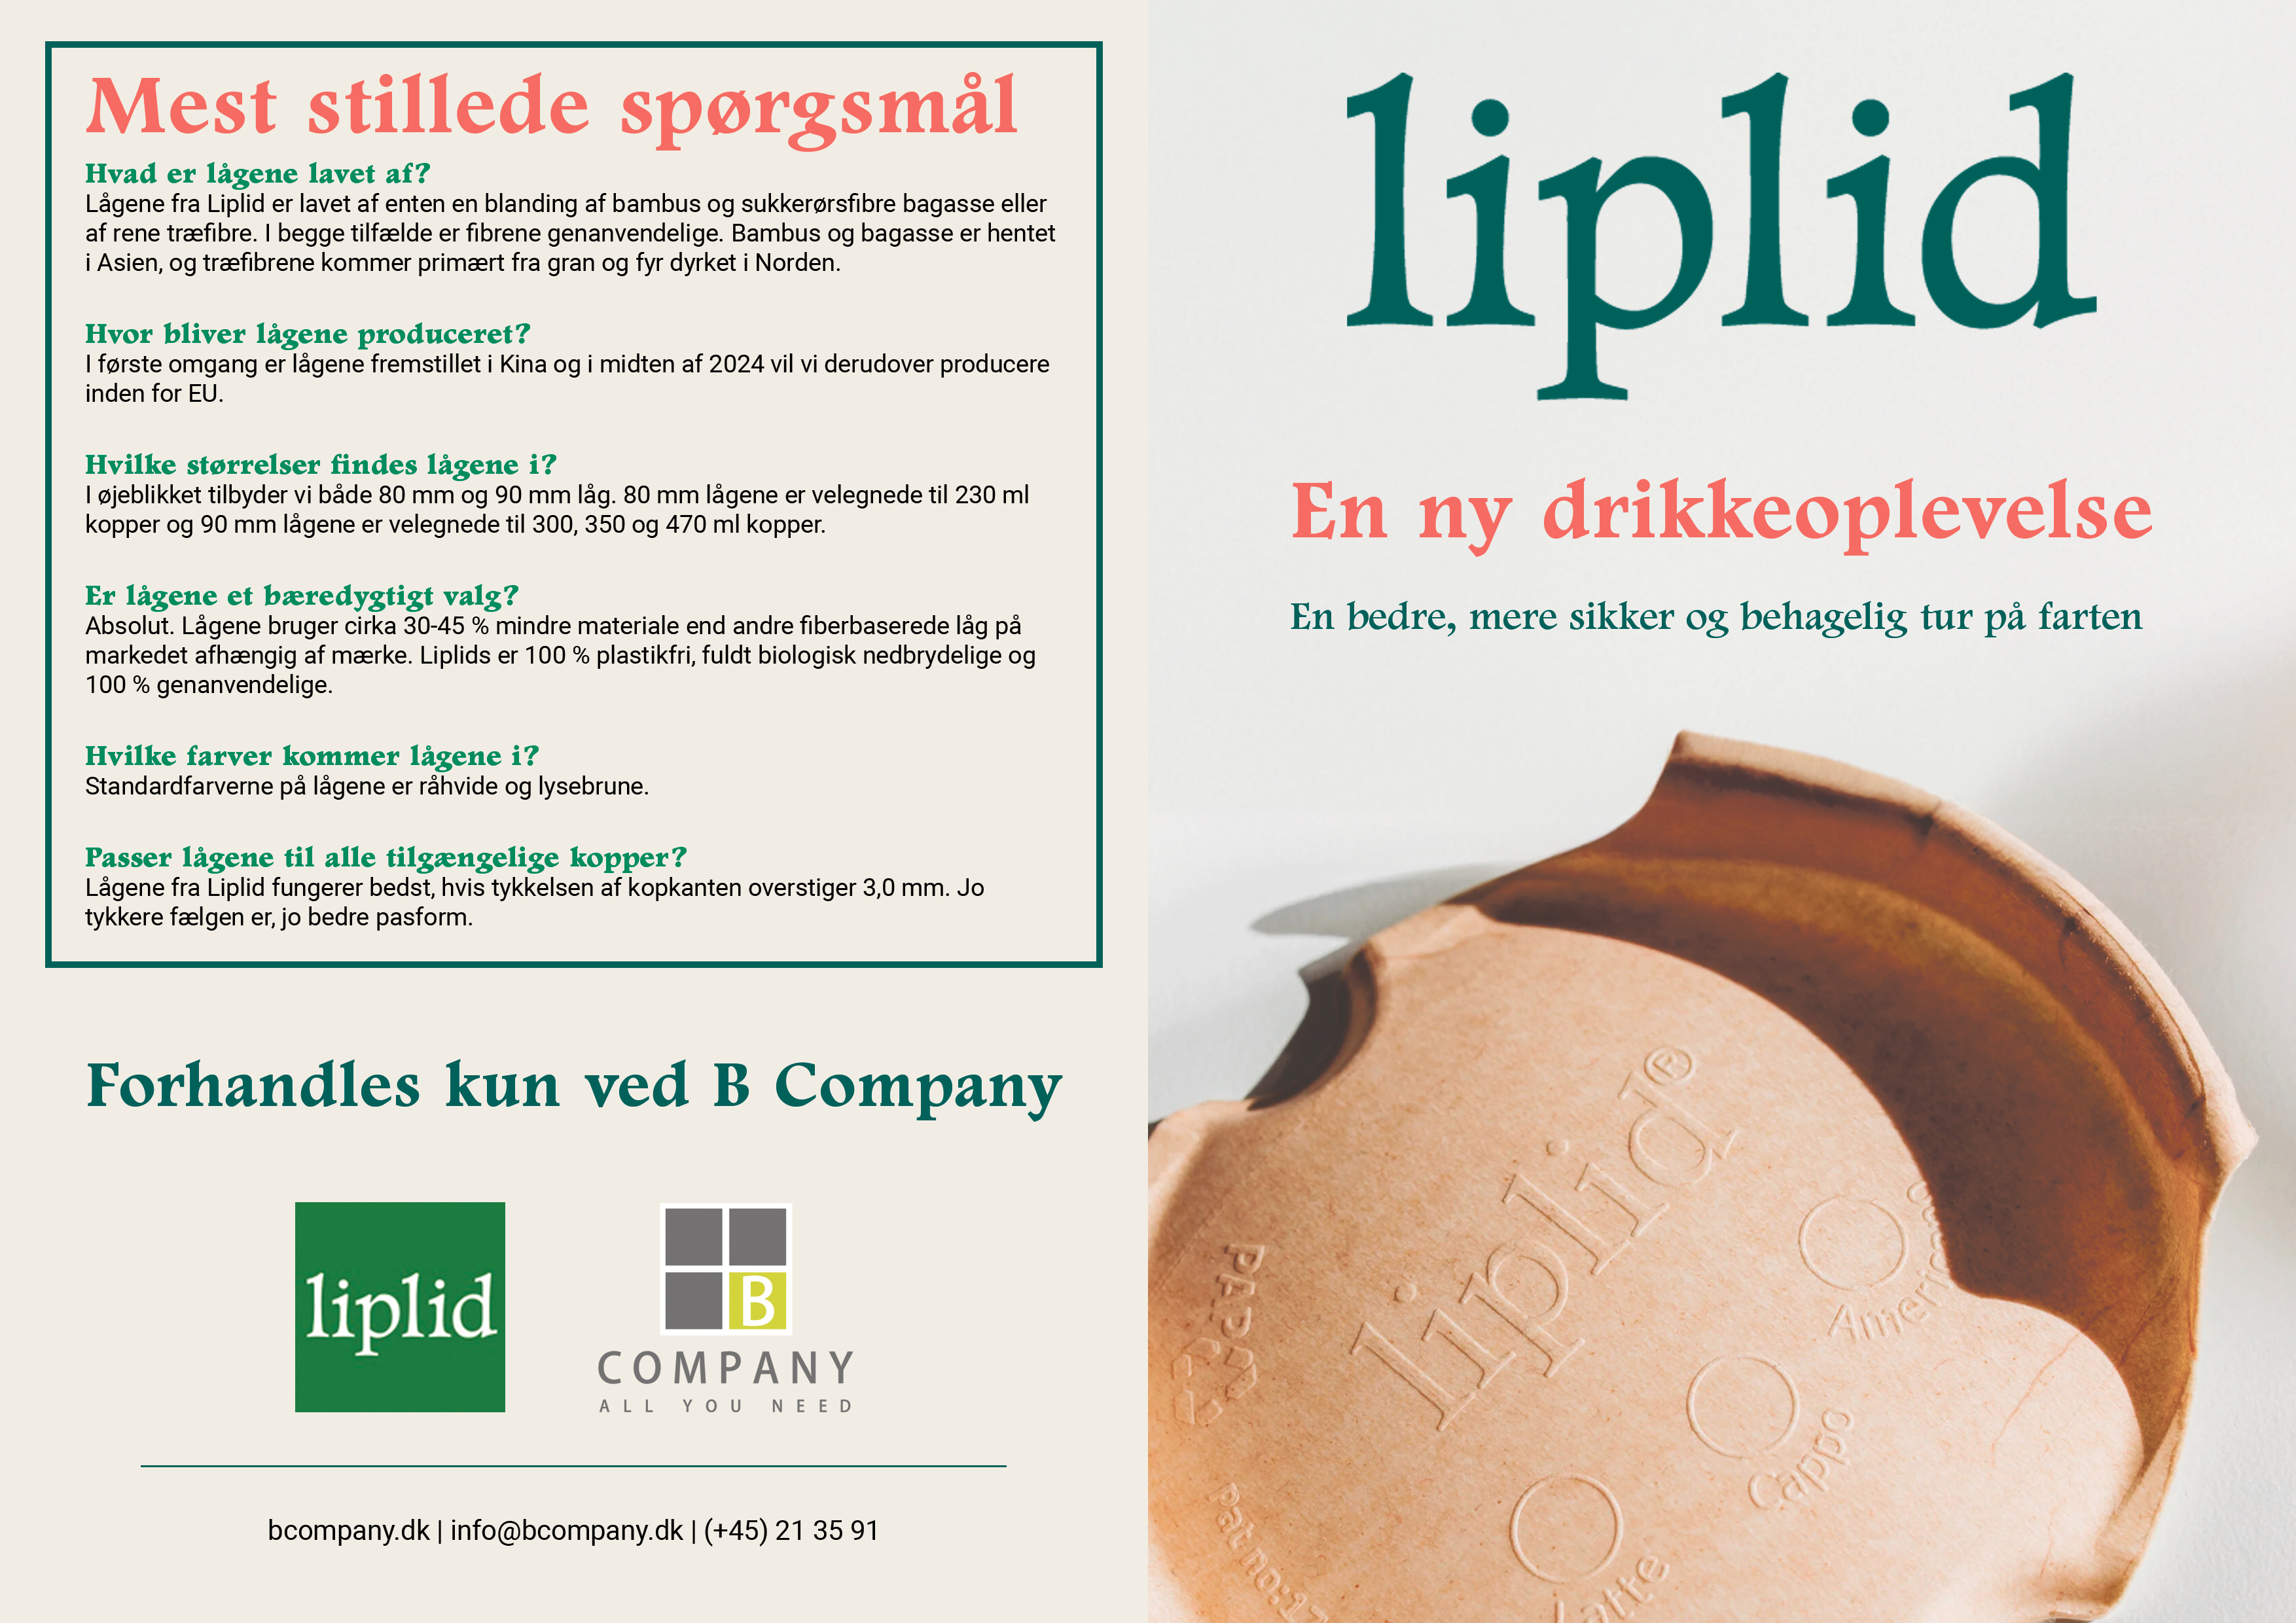 Mest stillede spørgsmål
Hvad er lågene lavet af?
Lågene fra Liplid er lavet af enten en blanding af bambus og sukkerørsfibre bagasse eller
af rene træfibre. I begge tilfælde er fibrene genanvendelige. Bambus og bagasse er hentet
i Asien, og træfibrene kommer primært fra gran og fyr dyrket i Norden.
Hvor bliver lågene produceret?
I første omgang er lågene fremstillet i Kina og i midten af 2024 vil vi derudover producere
inden for EU.
Hvilke størrelser findes lågene i?
I øjeblikket tilbyder vi både 80 mm og 90 mm låg. 80 mm lågene er velegnede til 230 ml
kopper og 90 mm lågene er velegnede til 300, 350 og 470 ml kopper.
Er lågene et bæredygtigt valg?
Absolut. Lågene bruger cirka 30-45 % mindre materiale end andre fiberbaserede låg på
markedet afhængig af mærke. Liplids er 100 % plastikfri, fuldt biologisk nedbrydelige og
100 % genanvendelige.
Hvilke farver kommer lågene i?
Standardfarverne på lågene er råhvide og lysebrune.
Passer lågene til alle tilgængelige kopper?
Lågene fra Liplid fungerer bedst, hvis tykkelsen af kopkanten overstiger 3,0 mm. Jo
tykkere fælgen er, jo bedre pasform.
Forhandles kun ved B Company
liplid
B
COMPANY
ALL YOU NEED
bcompany.dk | info@bcompany.dk | (+45) 21 35 91
liplid
En ny drikkeoplevelse
En bedre, mere sikker og behagelig tur på farten
liplid®
Cappo
Pat no: